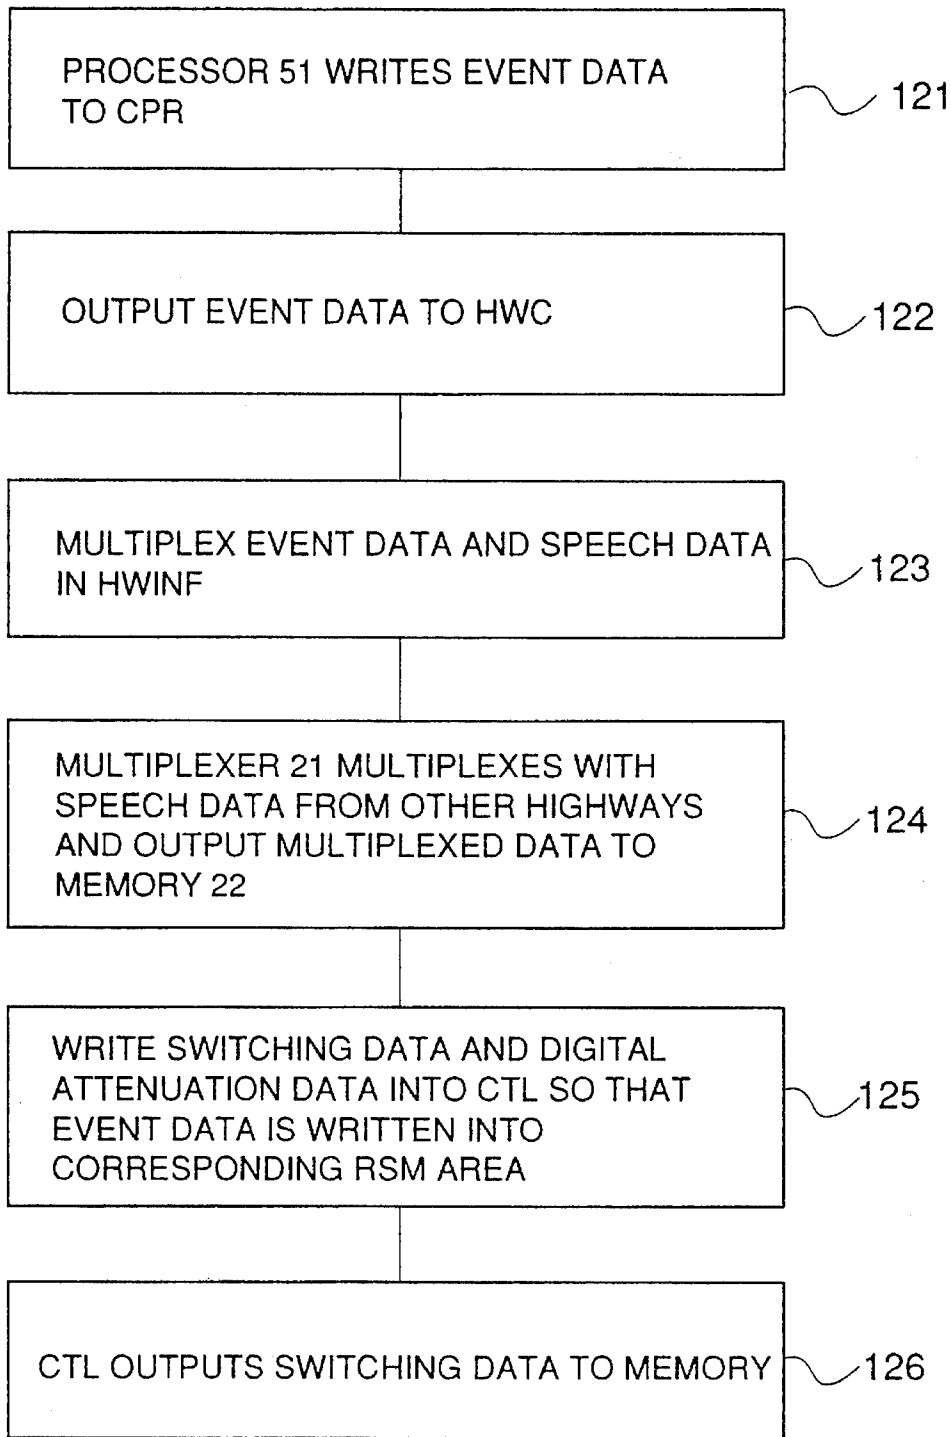 PROCESSOR 51 WRITES EVENT DATA
TO CPR
121
OUTPUT EVENT DATA TO HWC
122
MULTIPLEX EVENT DATA AND SPEECH DATA
IN HWINF
123
MULTIPLEXER 21 MULTIPLEXES WITH
SPEECH DATA FROM OTHER HIGHWAYS
AND OUTPUT MULTIPLEXED DATA TO
MEMORY 22
124
WRITE SWITCHING DATA AND DIGITAL
ATTENUATION DATA INTO CTL SO THAT
EVENT DATA IS WRITTEN INTO
CORRESPONDING RSM AREA
125
CTL OUTPUTS SWITCHING DATA TO MEMORY
126